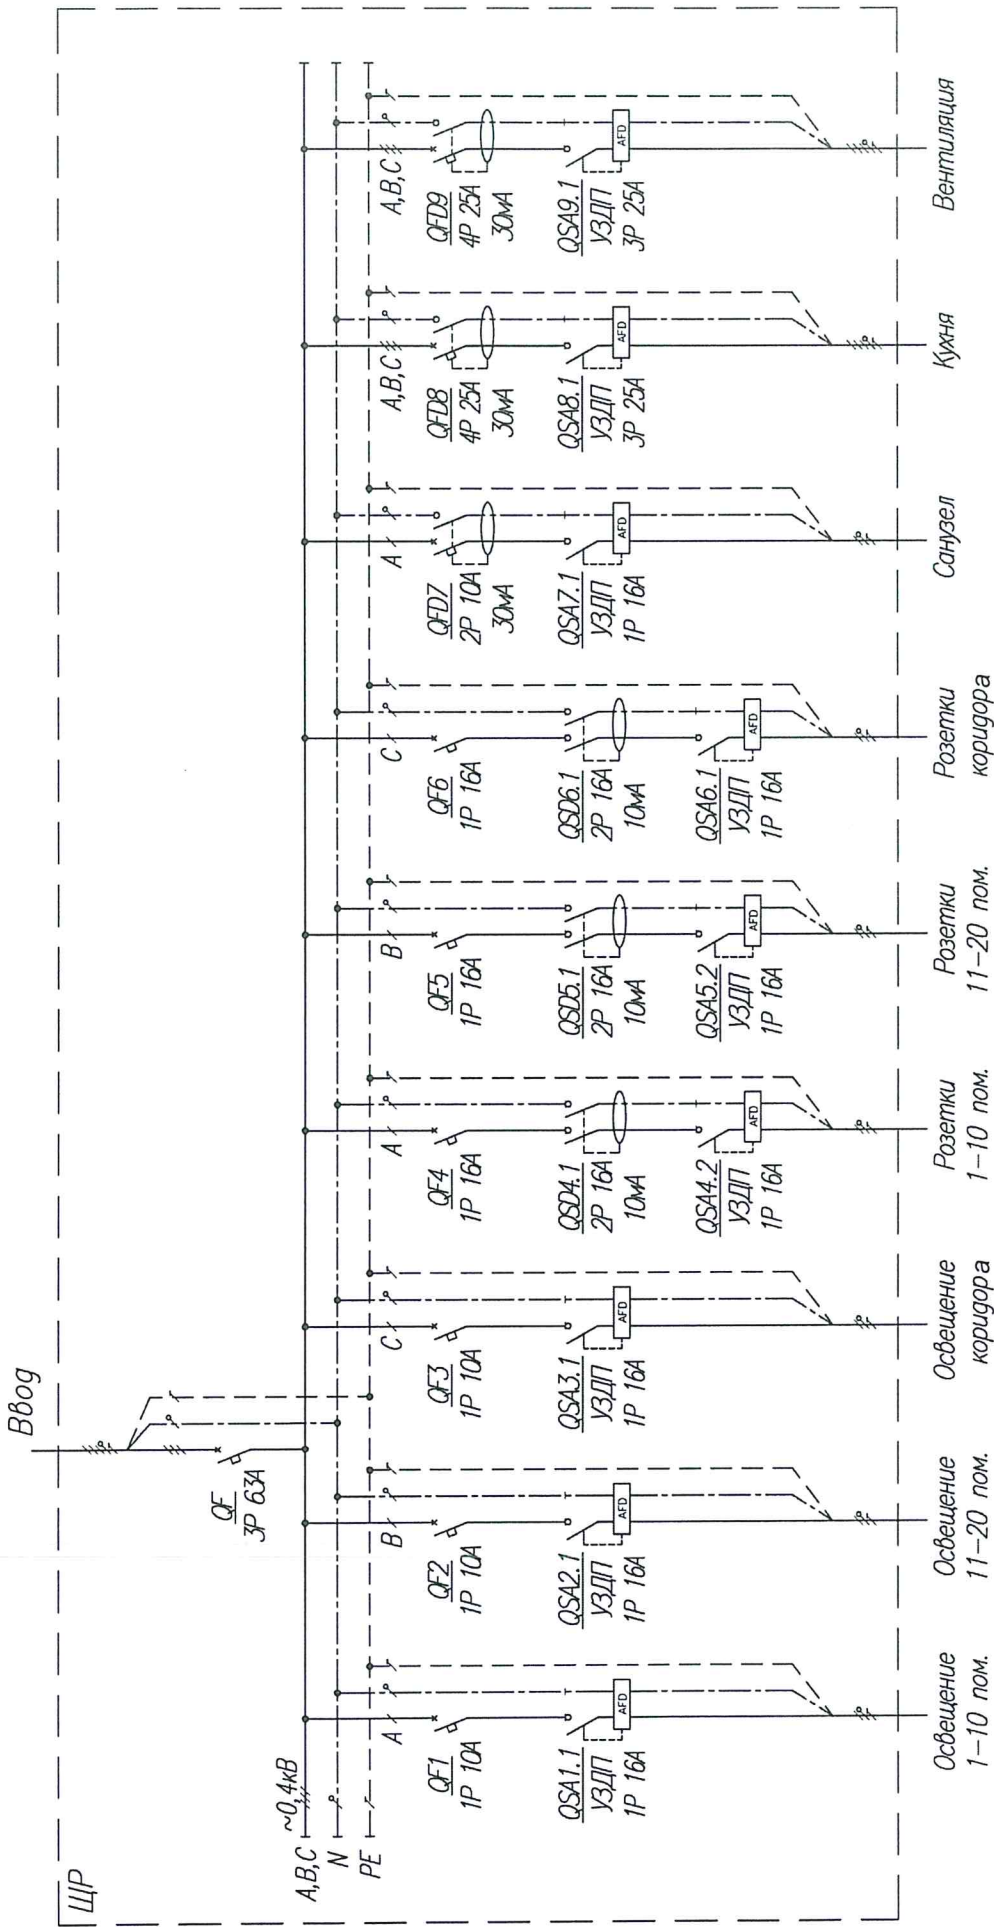 ЩР
Ввод
QF
3P 63A
A,B,C ~0,4кВ
N
PE
A
QF1
1P 10A
QSA1.1
УЗДП
1P 16A
AFD
Освещение
1-10 пом.
B
QF2
1P 10A
QSA2.1
УЗДП
1P 16A
AFD
Освещение
11-20 пом.
C
QF3
1P 10A
QSA3.1
УЗДП
1P 16A
AFD
Освещение
коридора
A
QF4
1P 16A
QSD4.1
2P 16A
10мА
QSA4.2
УЗДП
1P 16A
AFD
Розетки
1-10 пом.
B
QF5
1P 16A
QSD5.1
2P 16A
10мА
QSA5.2
УЗДП
1P 16A
AFD
Розетки
11-20 пом.
C
QF6
1P 16A
QSD6.1
2P 16A
10мА
QSA6.1
УЗДП
1P 16A
AFD
Розетки
коридора
A
QFD7
2P 10A
30мА
QSA7.1
УЗДП
1P 16A
AFD
Санузел
A,B,C
QFD8
4P 25A
30мА
QSA8.1
УЗДП
3P 25A
AFD
Кухня
A,B,C
QFD9
4P 25A
30мА
QSA9.1
УЗДП
3P 25A
AFD
Вентиляция